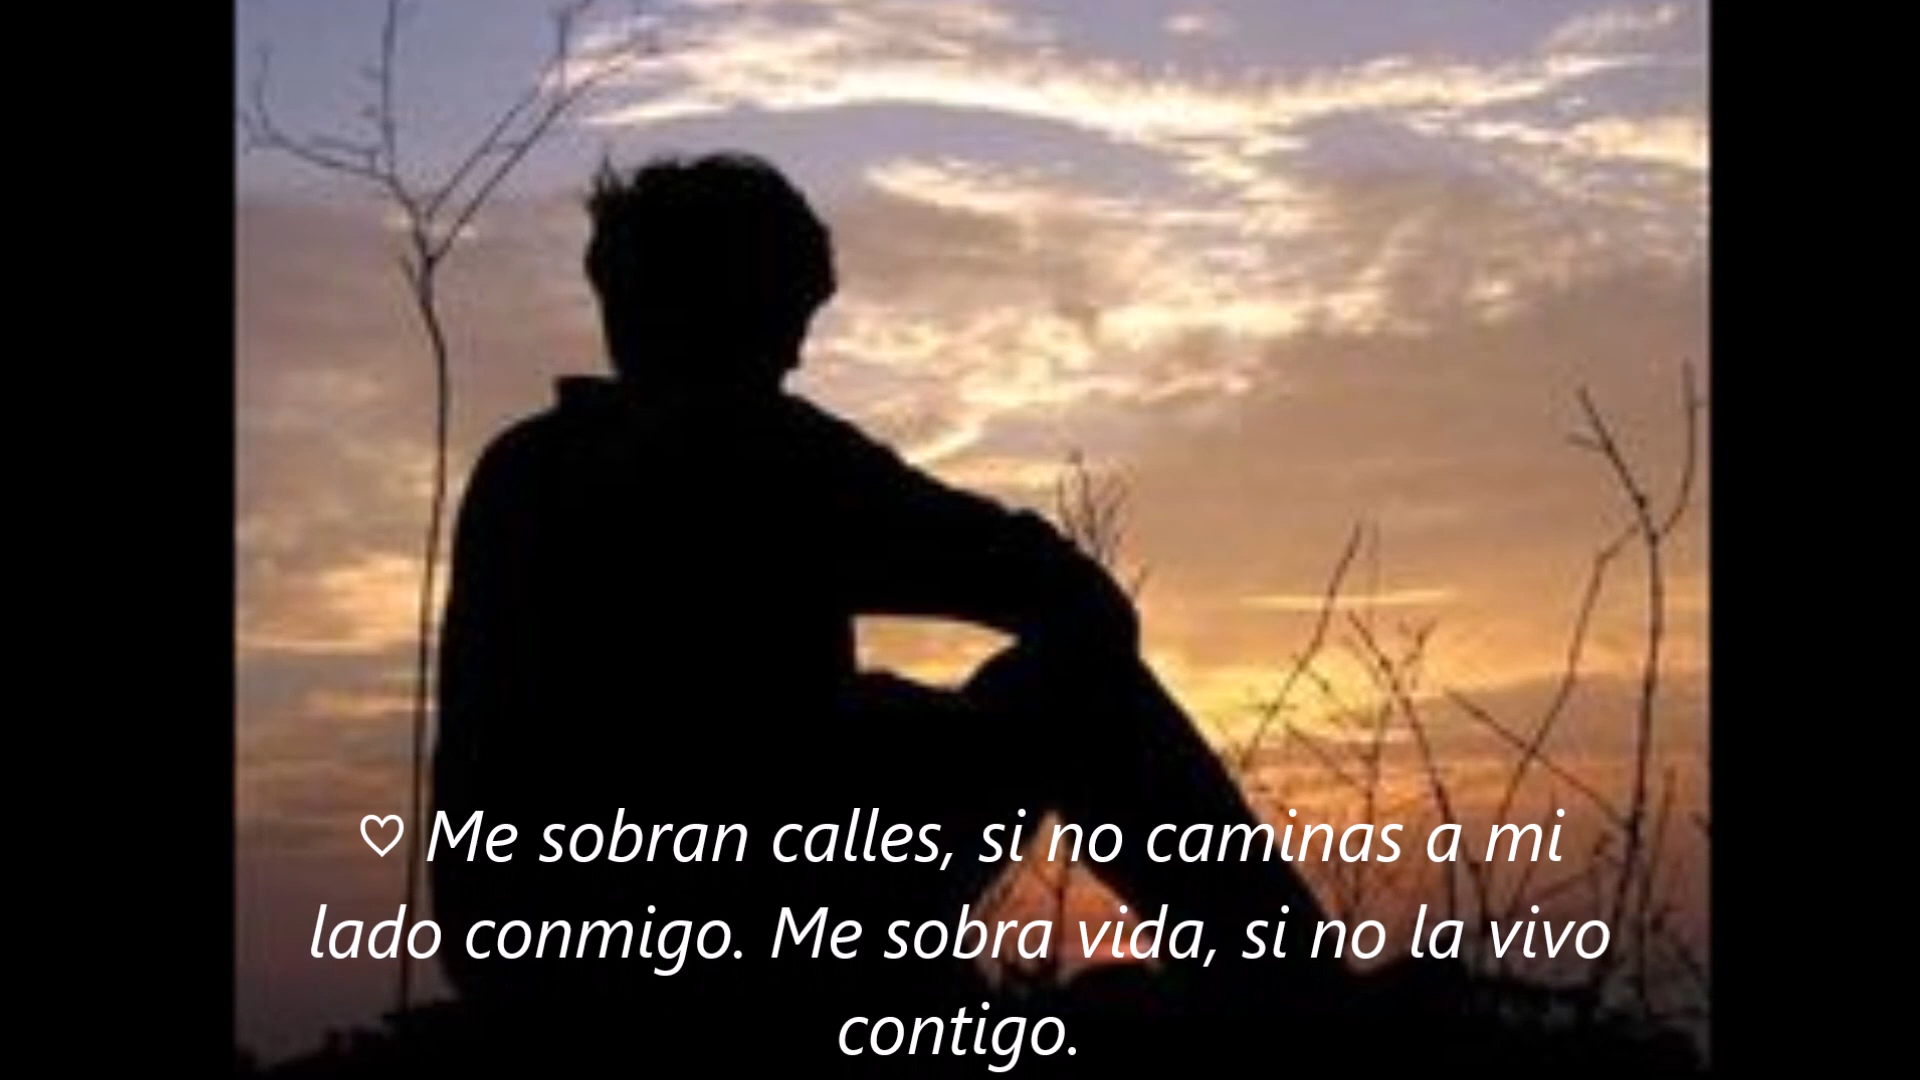 ♡ Me sobran calles, si no caminas a mi
lado conmigo. Me sobra vida, si no la vivo
contigo.